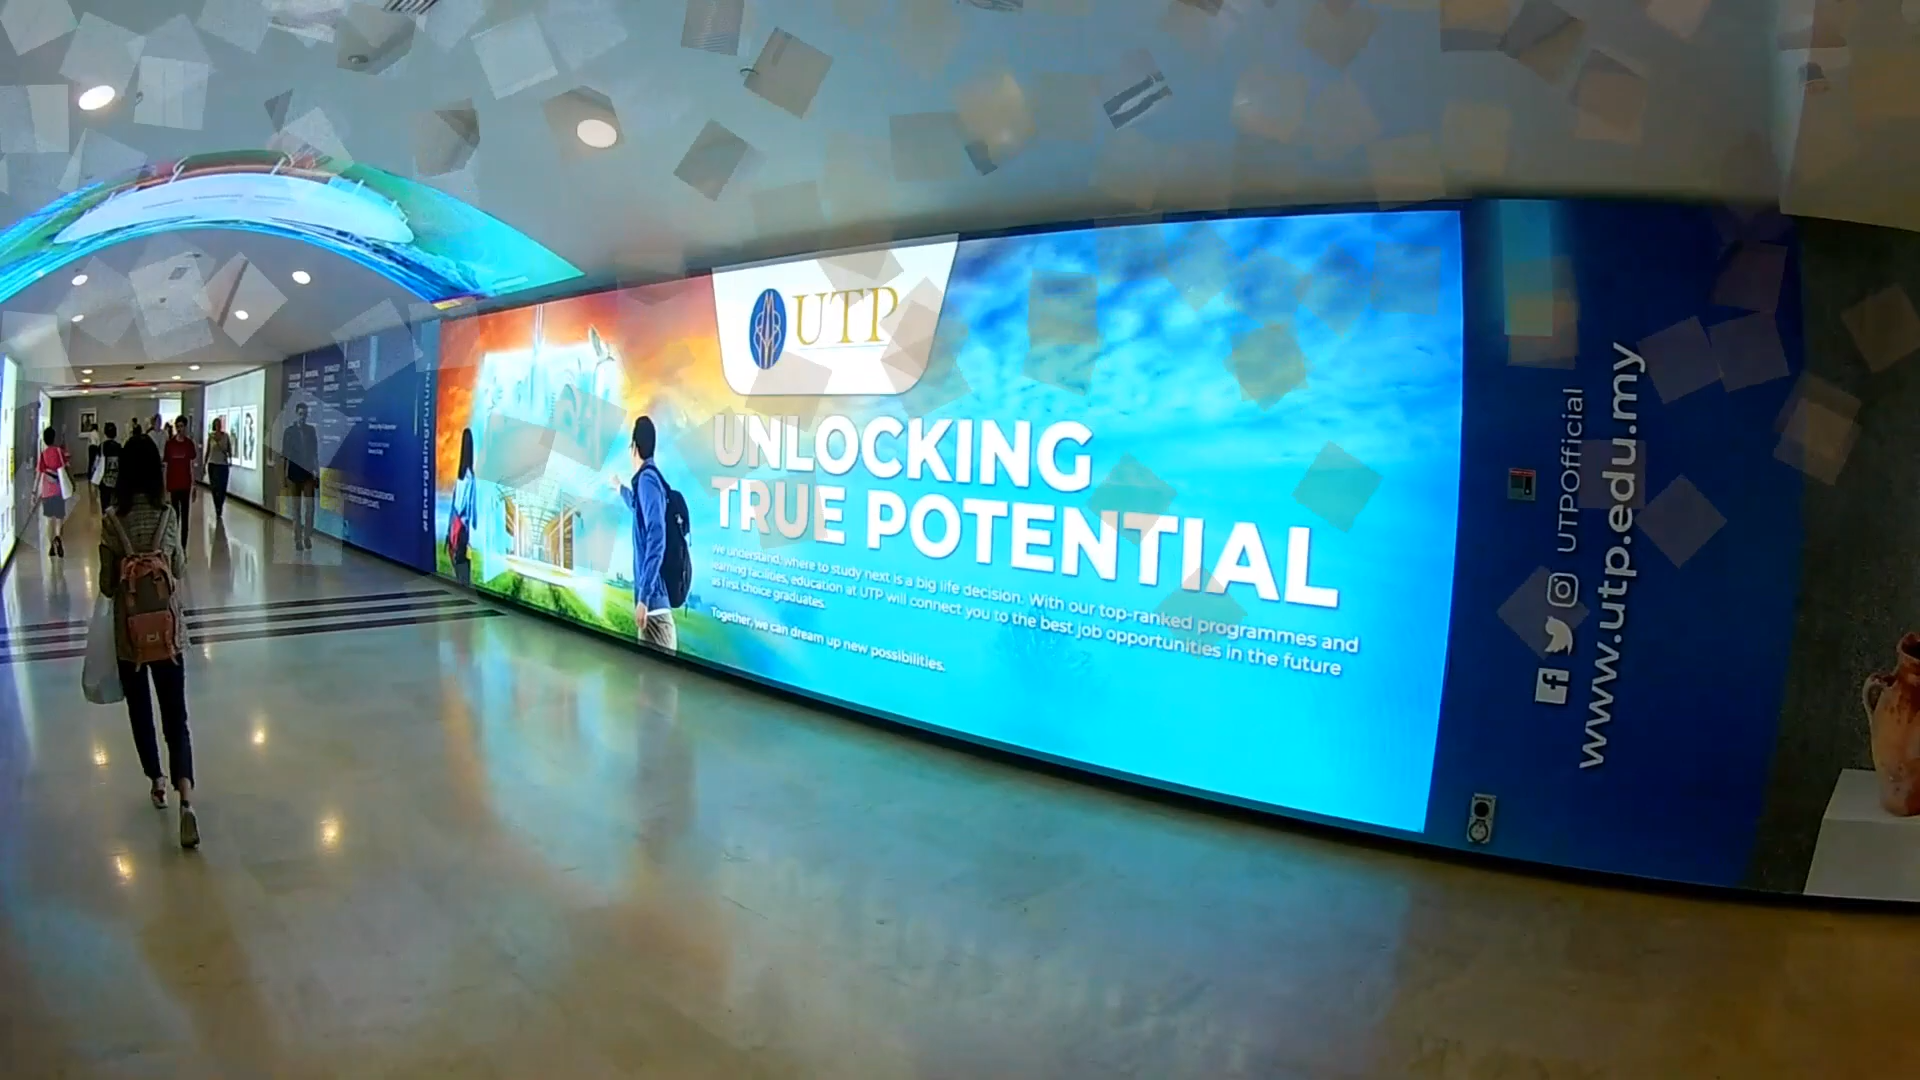 UTP
UNLOCKING
TRUE POTENTIAL
We understand, where to study next is a big life decision. With our top-ranked programmes and
learning facilities, education at UTP will connect you to the best job opportunities in the future
as first choice graduates.
Together, we can dream up new possibilities.
#EnergisingFutures
UTPOfficial
www.utp.edu.my